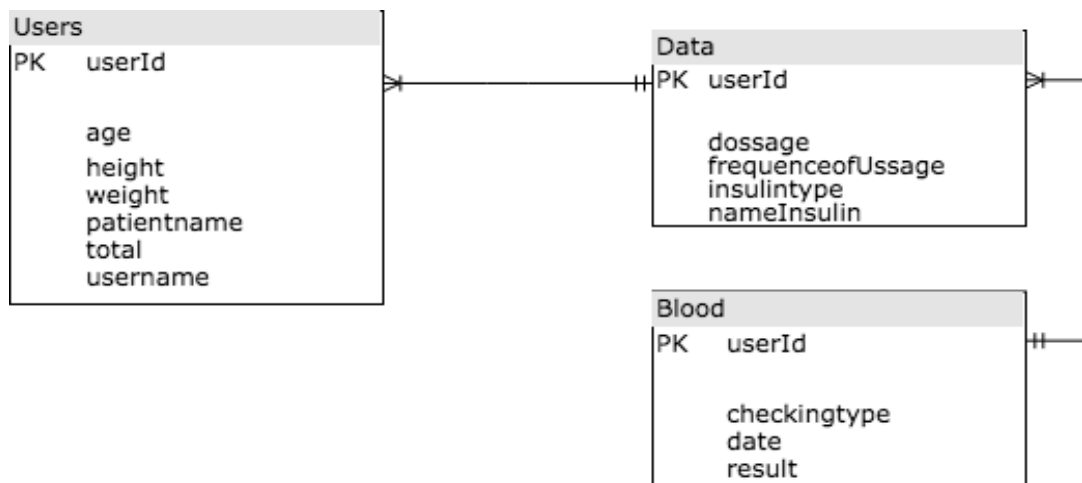 Users
PK userId
age
height
weight
patientname
total
username
Data
PK userId
dossage
frequenceofUssage
insulintype
nameInsulin
Blood
PK userId
checkingtype
date
result